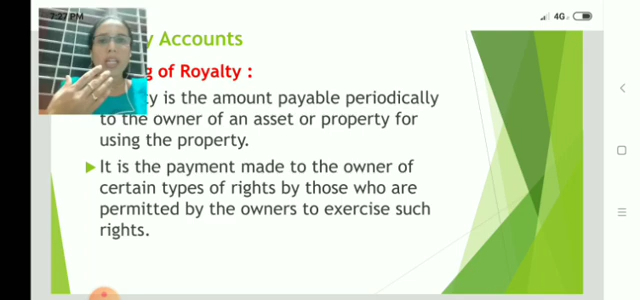 7:27 PM
4G
y Accounts
g of Royalty :
ty is the amount payable periodically
to the owner of an asset or property for
using the property.
It is the payment made to the owner of
certain types of rights by those who are
permitted by the owners to exercise such
rights.